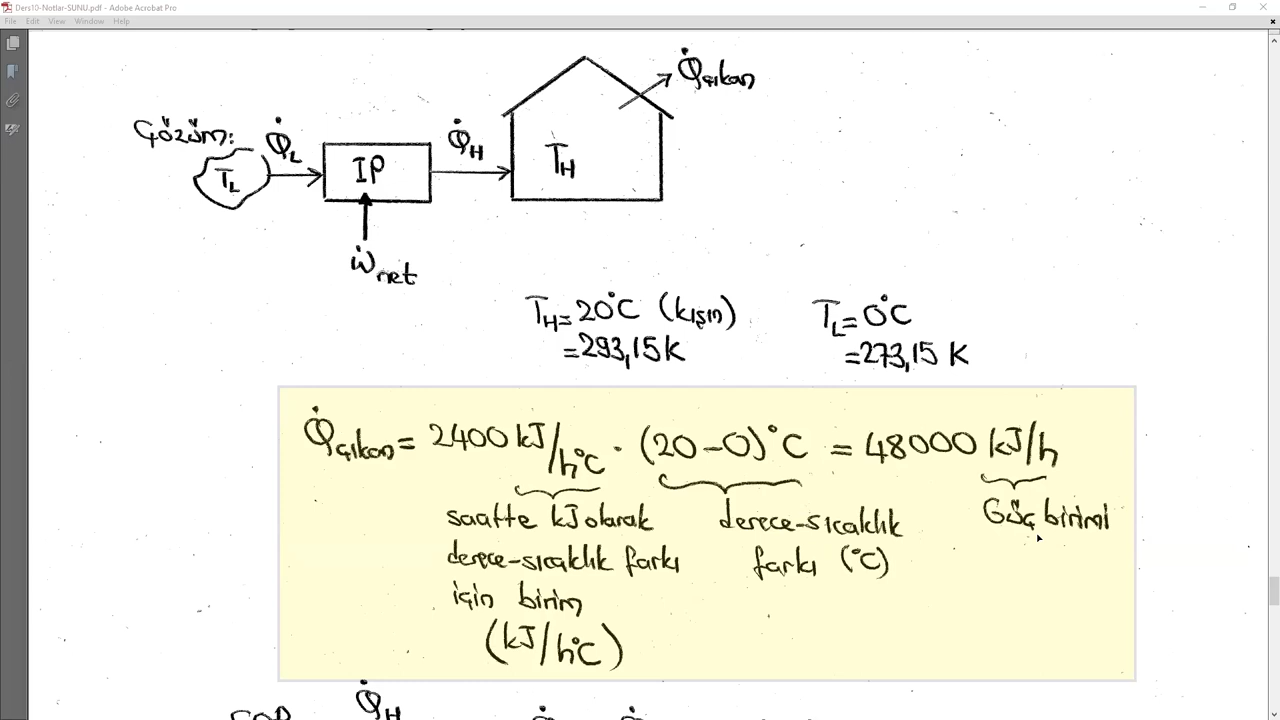 Ders10-Notlar-SUNU.pdf - Adobe Acrobat Pro
File Edit View Window Help
Q̇çıkan
Çözüm:
Q̇L
Q̇H
TL
IP
TH
Ẇnet
TH=20°C (kışın)
TL=0°C
=293,15K
=273,15 K
Q̇çıkan = 2400 kJ/h°C · (20-0)°C = 48000 kJ/h
saatte kJ olarak
derece-sıcaklık farkı
için birim
(kJ/h°C)
derece-sıcaklık
farkı (°C)
Güç birimi
Q̇H